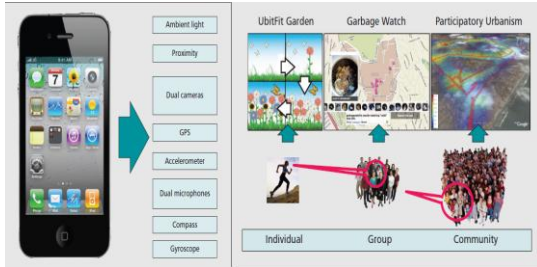 Ambient light
Proximity
Dual cameras
GPS
Accelerometer
Dual microphones
Compass
Gyroscope
UbitFit Garden
Garbage Watch
Participatory Urbanism
Individual
Group
Community